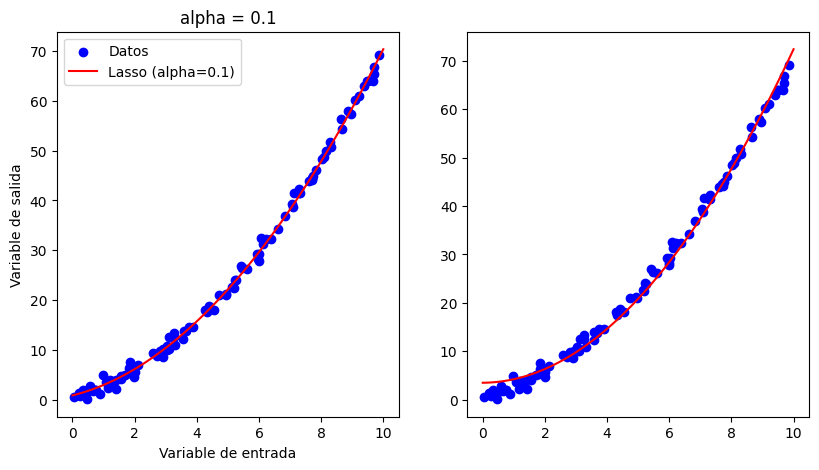 alpha = 0.1
Datos
Lasso (alpha=0.1)
Variable de salida
70
60
50
40
30
20
10
0
0 2 4 6 8 10
Variable de entrada
70
60
50
40
30
20
10
0
0 2 4 6 8 10